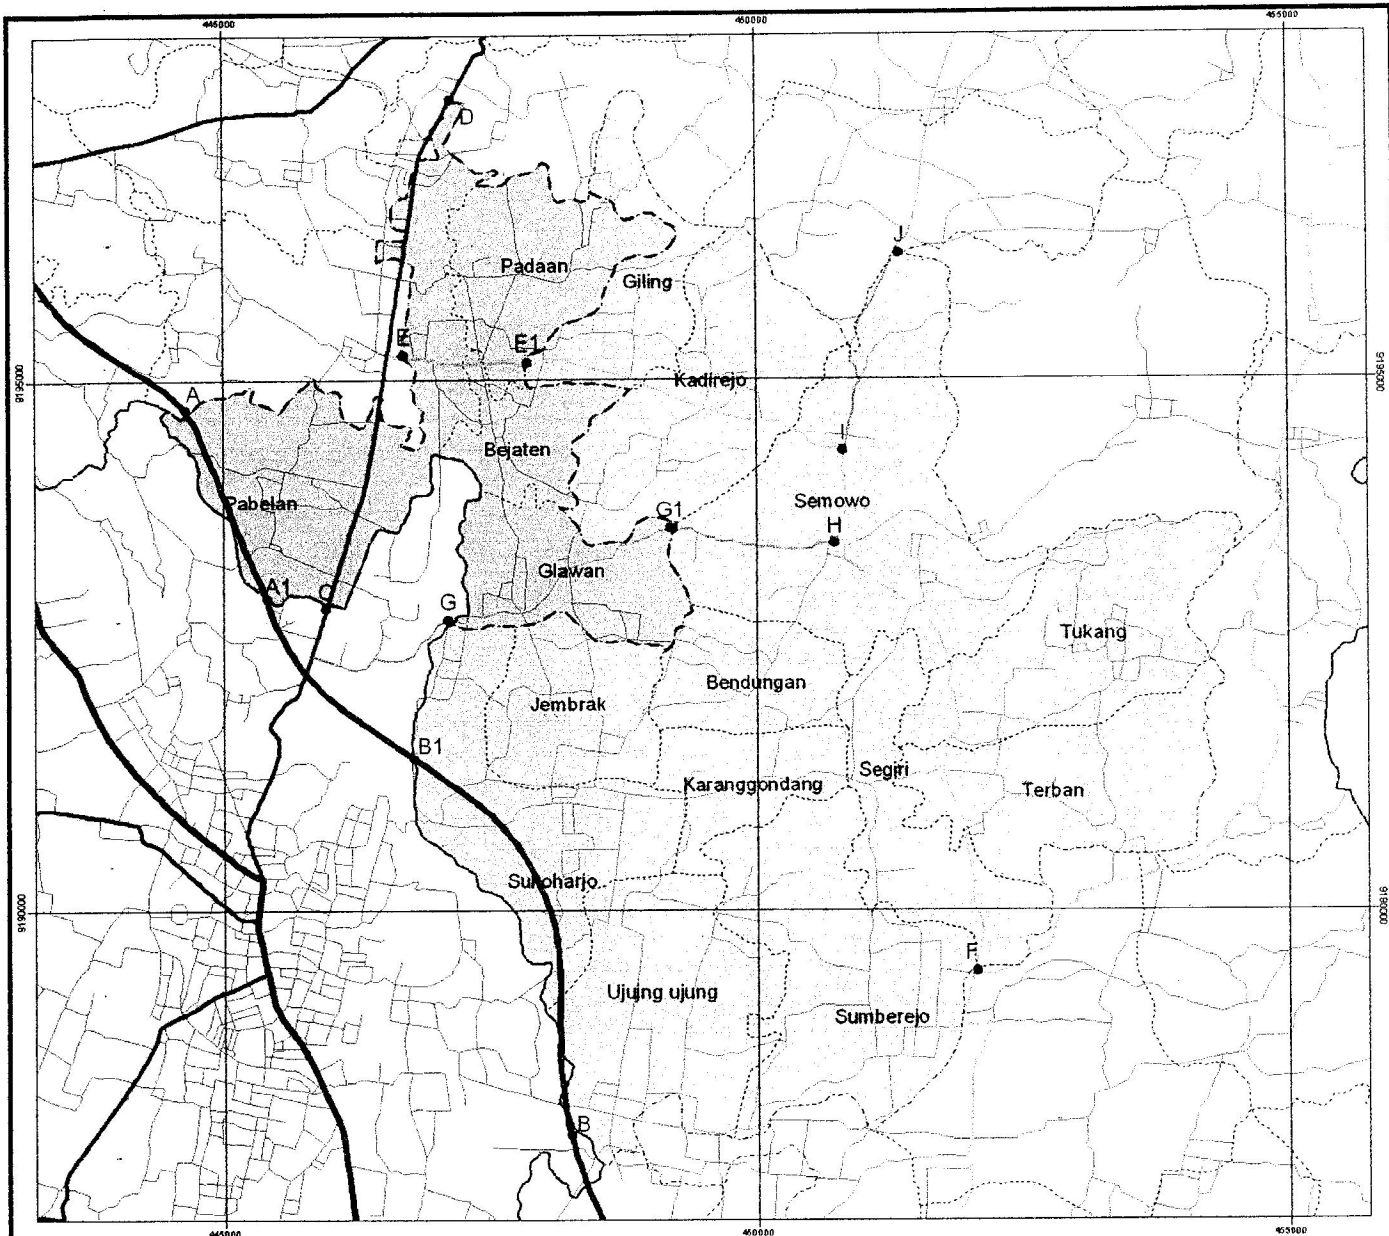 445000 450000 455000
D
J
Padaan
Giling
E E1
9195000 Kadirejo 9195000
A
Bejaten
I
Pabelan
Semowo
G1
H
Glawan
A1 C
G
Tukang
Bendungan
Jembrak
B1
Segiri
Karanggondang
Terban
Sukoharjo
9190000 9190000
F
Ujujng ujung
Sumberejo
B
445000 450000 455000